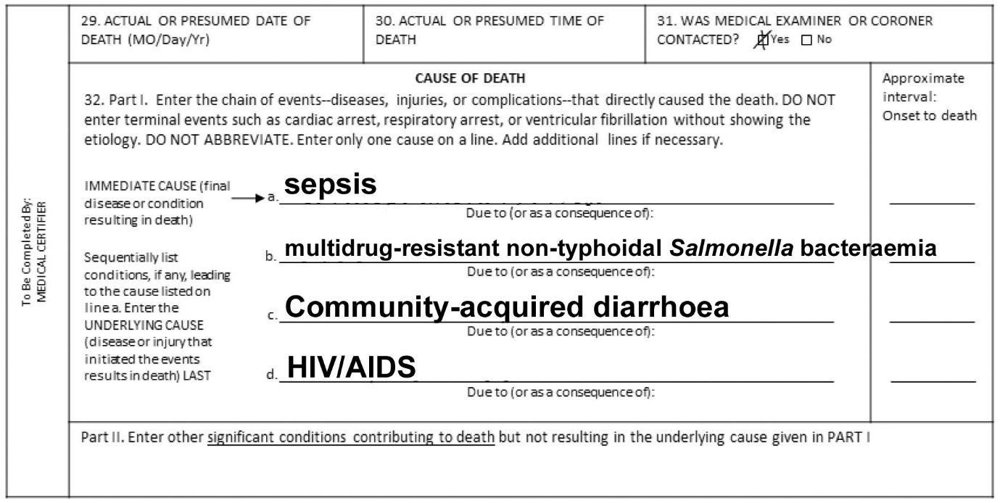 29. ACTUAL OR PRESUMED DATE OF
DEATH (MO/Day/Yr)
30. ACTUAL OR PRESUMED TIME OF
DEATH
31. WAS MEDICAL EXAMINER OR CORONER
CONTACTED? Yes No
To Be Completed By:
MEDICAL CERTIFIER
CAUSE OF DEATH
32. Part I. Enter the chain of events--diseases, injuries, or complications--that directly caused the death. DO NOT
enter terminal events such as cardiac arrest, respiratory arrest, or ventricular fibrillation without showing the
etiology. DO NOT ABBREVIATE. Enter only one cause on a line. Add additional lines if necessary.
Approximate
interval:
Onset to death
IMMEDIATE CAUSE (final
disease or condition
resulting in death)
a. sepsis
Due to (or as a consequence of):
Sequentially list
conditions, if any, leading
to the cause listed on
line a. Enter the
UNDERLYING CAUSE
(disease or injury that
initiated the events
results in death) LAST
b. multidrug-resistant non-typhoidal Salmonella bacteraemia
Due to (or as a consequence of):
c. Community-acquired diarrhoea
Due to (or as a consequence of):
d. HIV/AIDS
Due to (or as a consequence of):
Part II. Enter other significant conditions contributing to death but not resulting in the underlying cause given in PART I